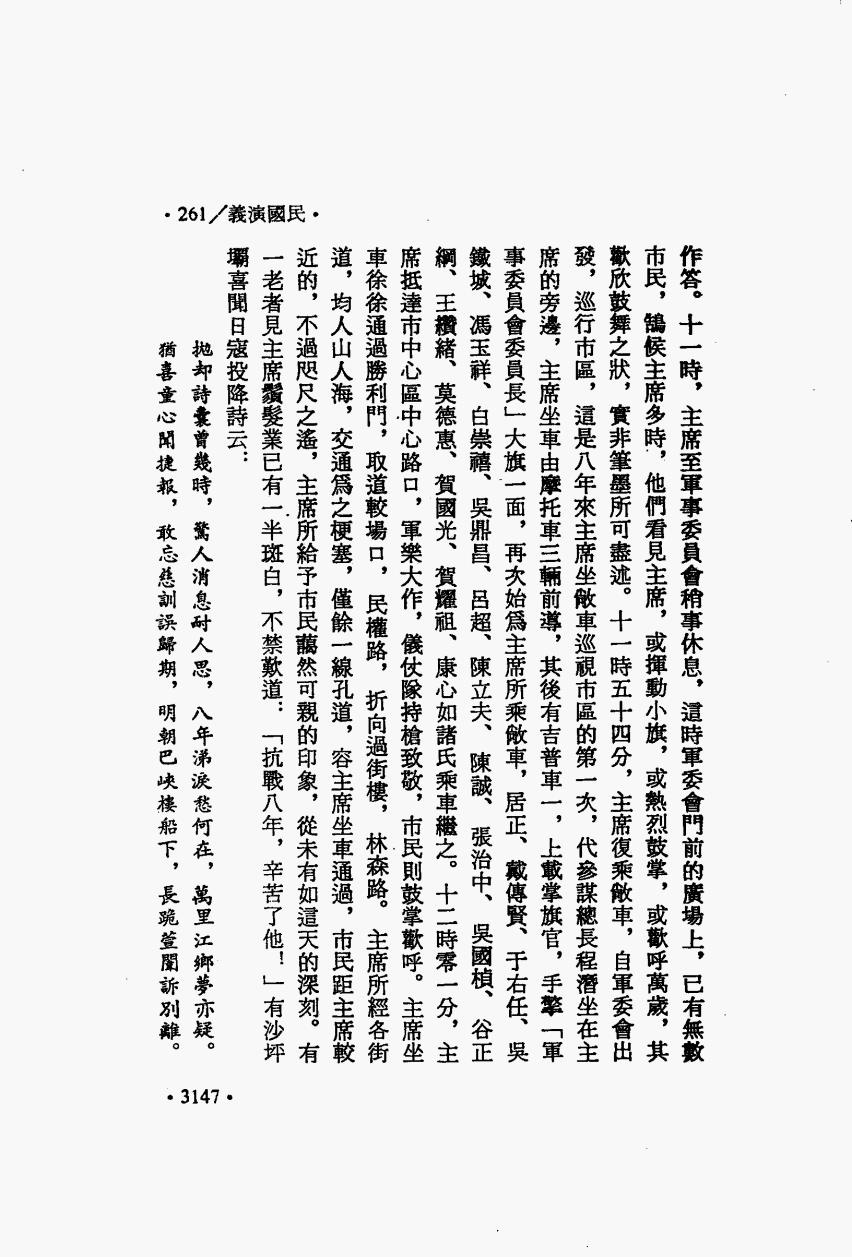 •261／義演國民•
作答。十一時，主席至軍事委員會稍事休息，這時軍委會門前的廣場上，已有無數
市民，鵠候主席多時，他們看見主席，或揮動小旗，或熱烈鼓掌，或歡呼萬歲，其
歡欣鼓舞之狀，實非筆墨所可盡述。十一時五十四分，主席復乘敞車，自軍委會出
發，巡行市區，這是八年來主席坐敞車巡視市區的第一次，代參謀總長程潛坐在主
席的旁邊，主席坐車由摩托車三輛前導，其後有吉普車一，上載掌旗官，手擎「軍
事委員會委員長」大旗一面，再次始爲主席所乘敞車，居正、戴傳賢、于右任、吳
鐵城、馮玉祥、白崇禧、吳鼎昌、呂超、陳立夫、陳誠、張治中、吳國楨、谷正
綱、王纘緒、莫德惠、賀國光、賀耀祖、康心如諸氏乘車繼之。十二時零一分，主
席抵達市中心區中心路口，軍樂大作，儀仗隊持槍致敬，市民則鼓掌歡呼。主席坐
車徐徐通過勝利門，取道較場口，民權路，折向過街樓，林森路。主席所經各街
道，均人山人海，交通爲之梗塞，僅餘一線孔道，容主席坐車通過，市民距主席較
近的，不過咫尺之遙，主席所給予市民藹然可親的印象，從未有如這天的深刻。有
一老者見主席鬚髮業已有一半斑白，不禁歎道：「抗戰八年，辛苦了他！」有沙坪
壩喜聞日寇投降詩云：
拋却詩囊曾幾時，驚人消息耐人思，八年涕淚愁何在，萬里江鄉夢亦疑。
猶喜童心聞捷報，敢忘慈訓誤歸期，明朝巴峽棲船下，長跪萱闈訴別離。
•3147•